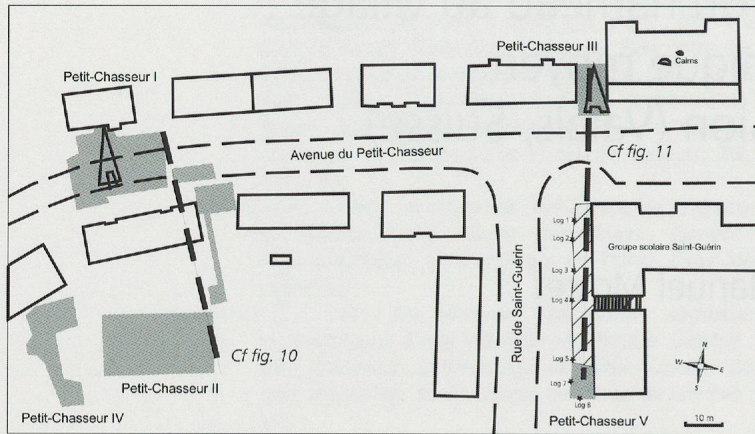 Petit-Chasseur III
Cairns
Petit-Chasseur I
Avenue du Petit-Chasseur
Cf fig. 11
Log 1
Log 2
Groupe scolaire Saint-Guérin
Log 3
Log 4
Rue de Saint-Guérin
Cf fig. 10
Log 5
N
W
E
S
Log 7
Petit-Chasseur II
Log 8
Petit-Chasseur IV
Petit-Chasseur V
10 m